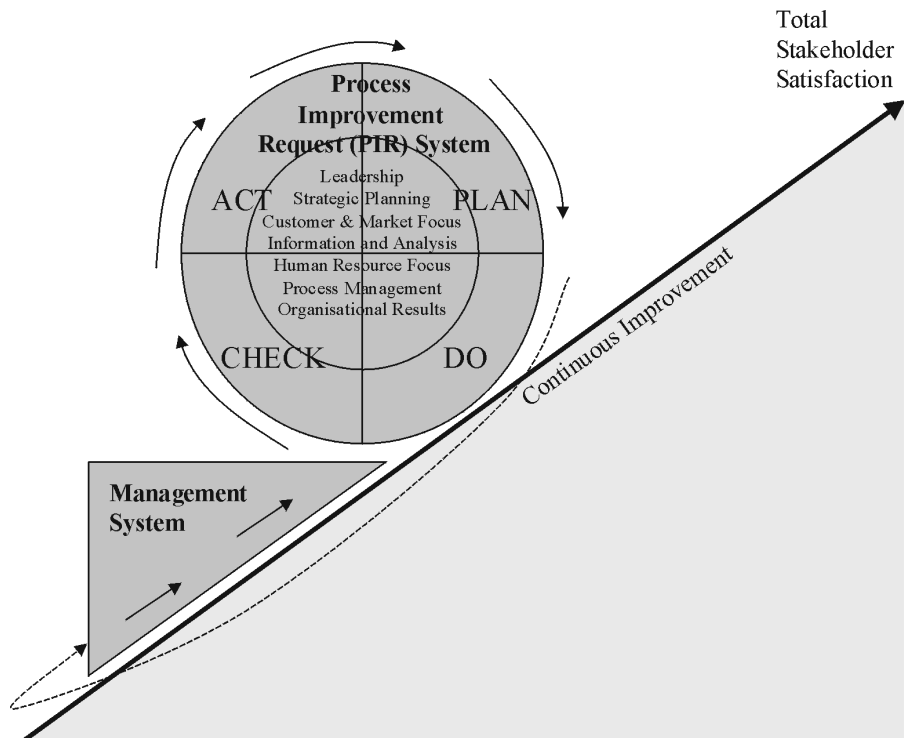 Total
Stakeholder
Satisfaction
Process
Improvement
Request (PIR) System
Leadership
ACT
Strategic Planning
PLAN
Customer & Market Focus
Information and Analysis
Human Resource Focus
Process Management
Organisational Results
CHECK
DO
Continuous Improvement
Management
System